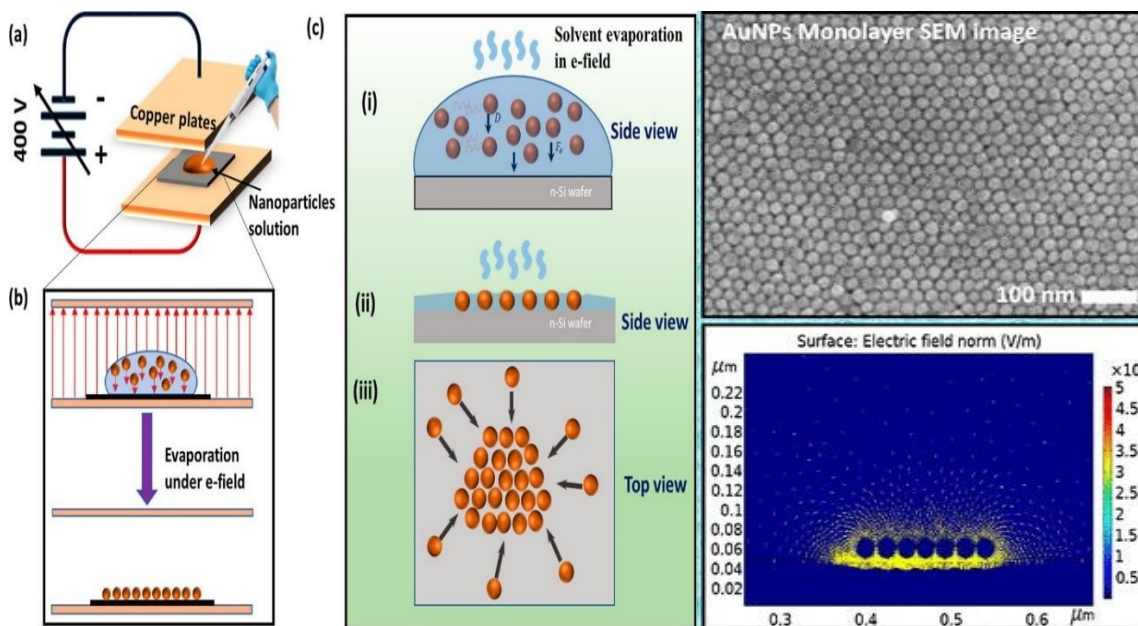 (a)
400 V
-
+
Copper plates
Nanoparticles
solution
(b)
Evaporation
under e-field
(c)
Solvent evaporation
in e-field
(i)
D
Side view
n-Si wafer
(ii)
n-Si wafer
Side view
(iii)
Top view
AuNPs Monolayer SEM image
100 nm
Surface: Electric field norm (V/m)
µm
0.22
0.2
0.18
0.16
0.14
0.12
0.1
0.08
0.06
0.04
0.02
0.3
0.4
0.5
0.6
µm
×10
5
4.5
4
3.5
3
2.5
2
1.5
1
0.5